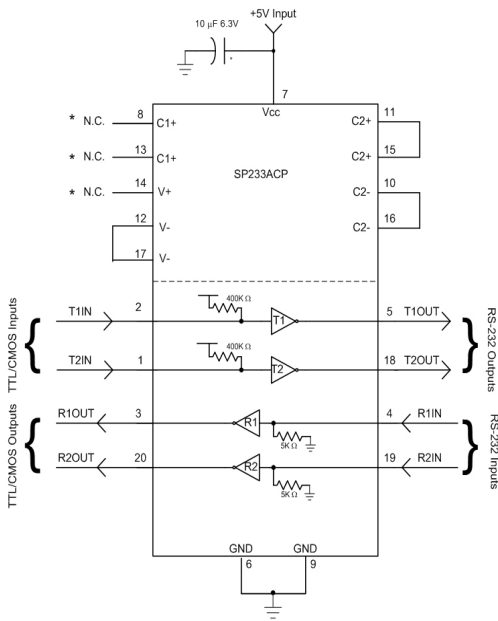 +5V Input
10 µF 6.3V
+
7
Vcc
* N.C. 8 C1+
C2+ 11
* N.C. 13 C1+
C2+ 15
SP233ACP
* N.C. 14 V+
C2- 10
12 V-
C2- 16
17 V-
TTL/CMOS Inputs
T1IN 2
400K Ω
T1
5 T1OUT
T2IN 1
400K Ω
T2
18 T2OUT
RS-232 Outputs
TTL/CMOS Outputs
R1OUT 3
R1
5K Ω
4 R1IN
R2OUT 20
R2
5K Ω
19 R2IN
RS-232 Inputs
GND GND
6 9